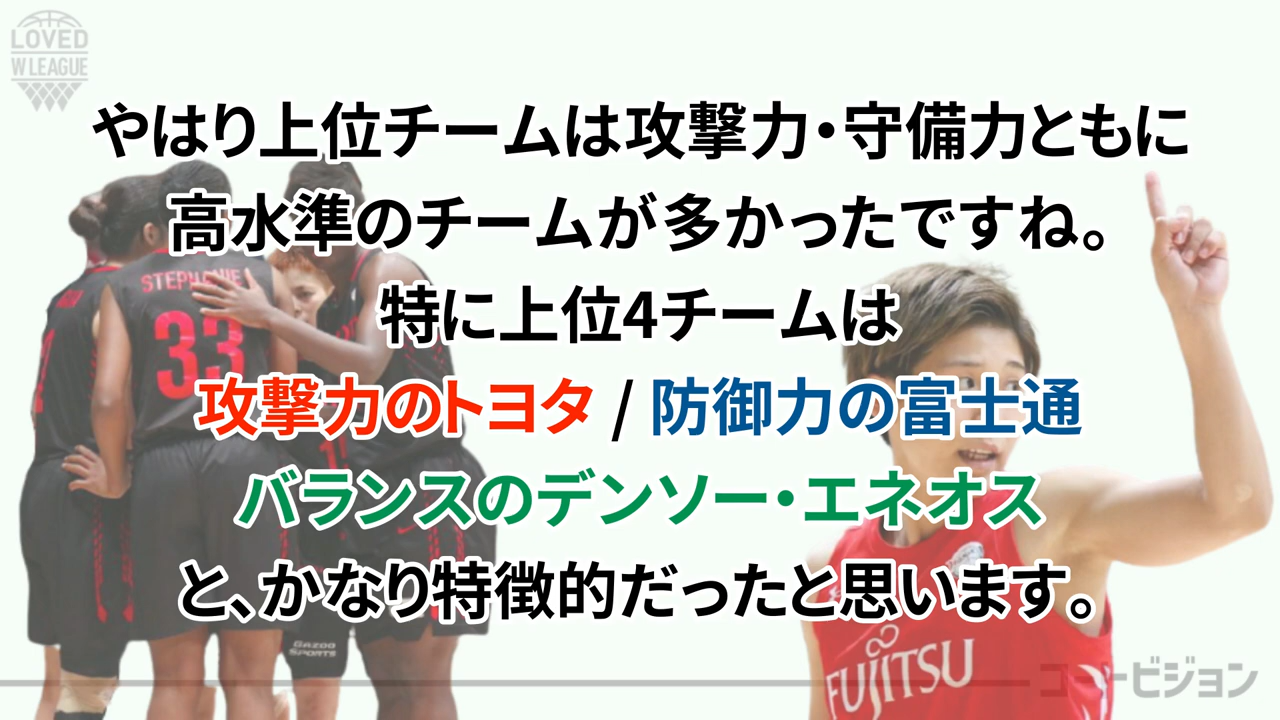 LOVED
W LEAGUE
やはり上位チームは攻撃力・守備力ともに
高水準のチームが多かったですね。
特に上位4チームは
攻撃力のトヨタ / 防御力の富士通
バランスのデンソー・エネオス
と、かなり特徴的だったと思います。
STEPHANIE
33
GAZOO
SPORTS
FUJITSU
コービジョン